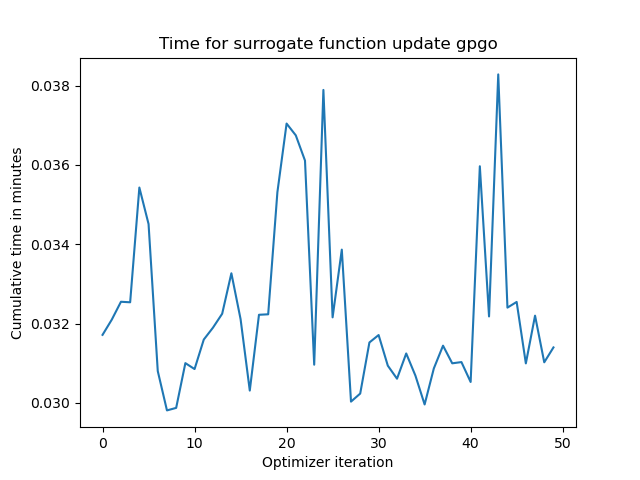 Time for surrogate function update gpgo
Cumulative time in minutes
0.038
0.036
0.034
0.032
0.030
0 10 20 30 40 50
Optimizer iteration